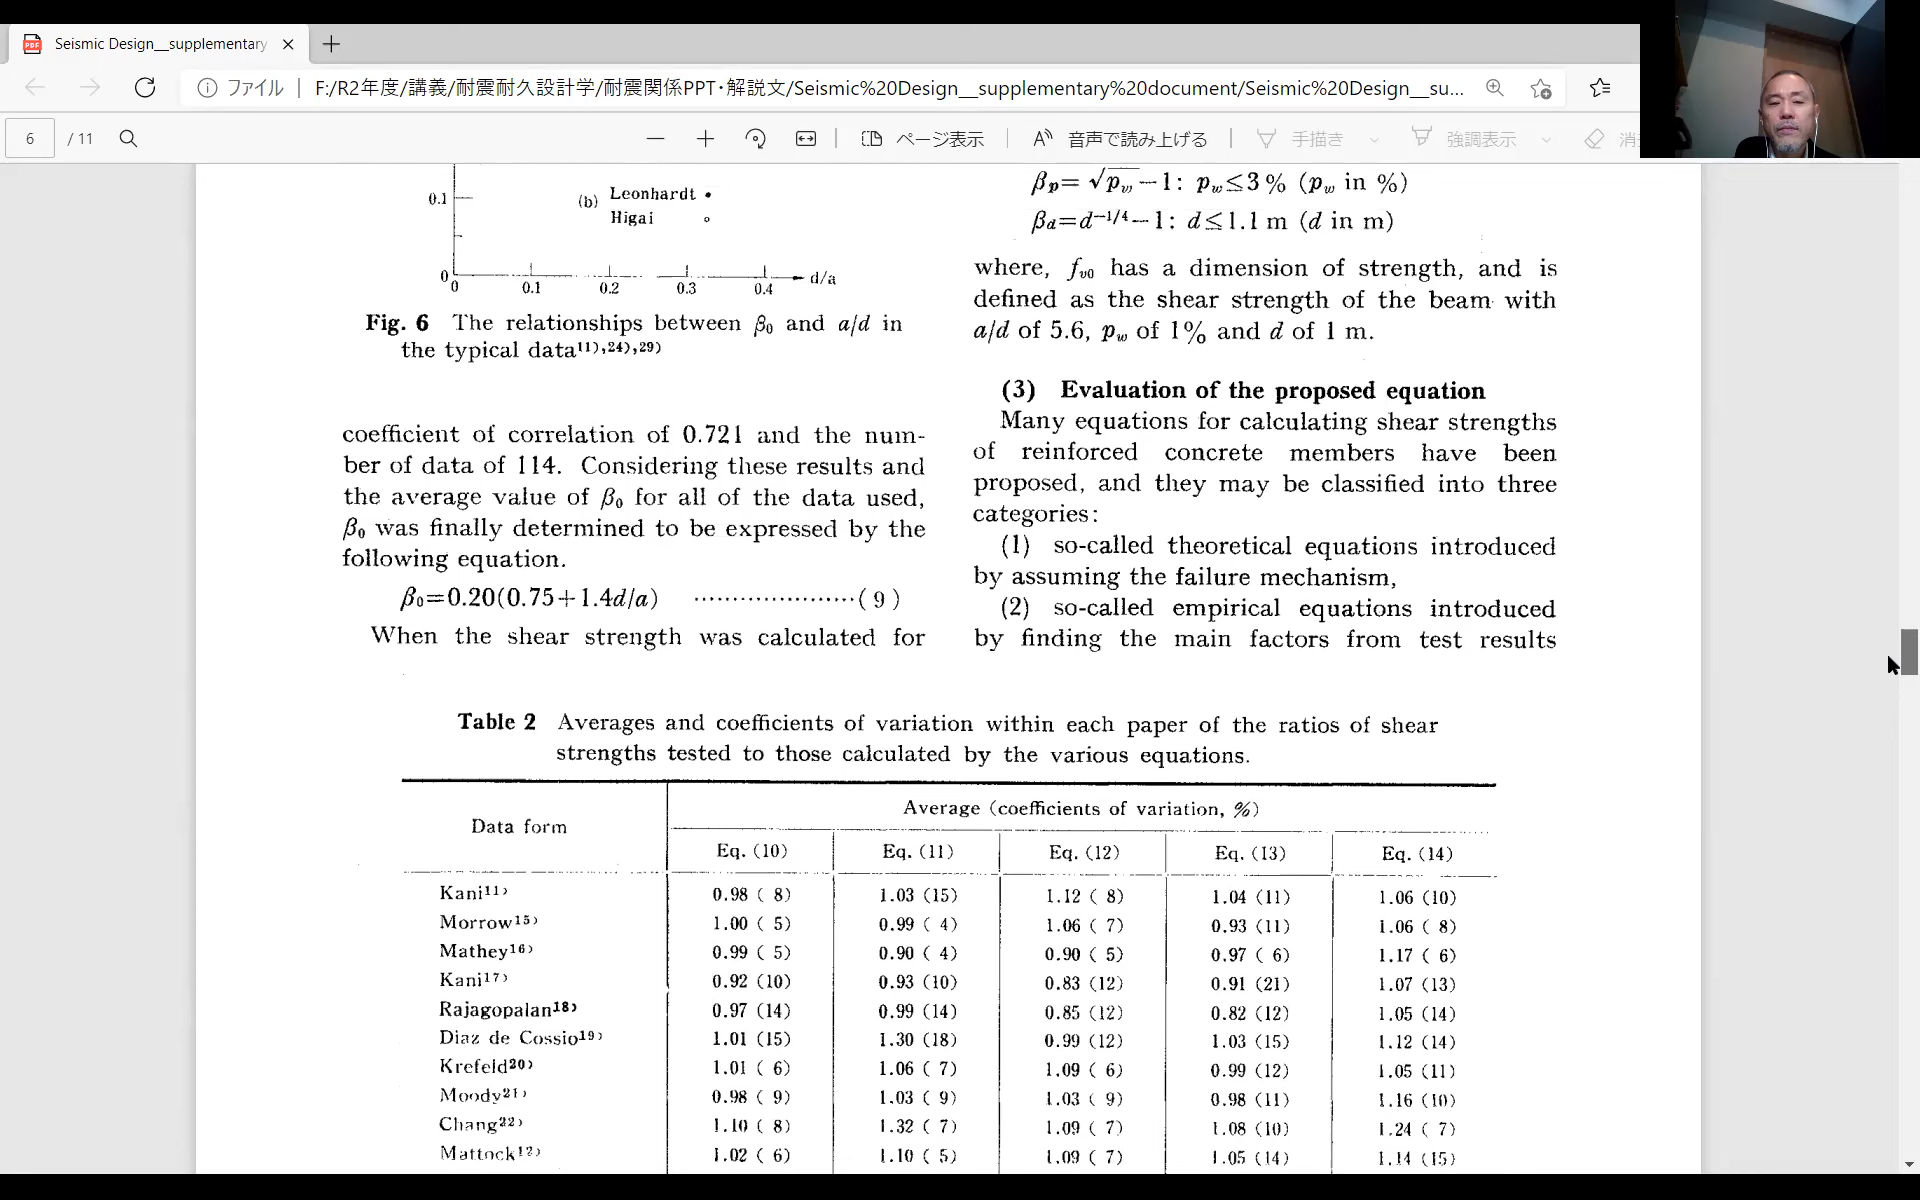 Seismic Design__supplementary
ファイル
F:/R2年度/講義/耐震耐久設計学/耐震関係PPT・解説文/Seismic%20Design__supplementary%20document/Seismic%20Design__su...
6 / 11
ページ表示
音声で読み上げる
手描き
強調表示
0.1
(b) Leonhardt •
Higai ○
0
0 0.1 0.2 0.3 0.4 d/a
Fig. 6 The relationships between β₀ and a/d in
the typical data¹¹⁾,²⁴⁾,²⁹⁾
coefficient of correlation of 0.721 and the num-
ber of data of 114. Considering these results and
the average value of β₀ for all of the data used,
β₀ was finally determined to be expressed by the
following equation.
β₀=0.20(0.75+1.4d/a) ·····················( 9 )
When the shear strength was calculated for
βp= √pw−1: pw≤3% (pw in %)
βd=d⁻¹/⁴−1: d≤1.1 m (d in m)
where, fv0 has a dimension of strength, and is
defined as the shear strength of the beam with
a/d of 5.6, pw of 1% and d of 1 m.
(3) Evaluation of the proposed equation
Many equations for calculating shear strengths
of reinforced concrete members have been
proposed, and they may be classified into three
categories:
(1) so-called theoretical equations introduced
by assuming the failure mechanism,
(2) so-called empirical equations introduced
by finding the main factors from test results
Table 2 Averages and coefficients of variation within each paper of the ratios of shear
strengths tested to those calculated by the various equations.
Data form
Average (coefficients of variation, %)
Eq. (10) Eq. (11) Eq. (12) Eq. (13) Eq. (14)
Kani¹¹⁾ 0.98 ( 8) 1.03 (15) 1.12 ( 8) 1.04 (11) 1.06 (10)
Morrow¹⁵⁾ 1.00 ( 5) 0.99 ( 4) 1.06 ( 7) 0.93 (11) 1.06 ( 8)
Mathey¹⁶⁾ 0.99 ( 5) 0.90 ( 4) 0.90 ( 5) 0.97 ( 6) 1.17 ( 6)
Kani¹⁷⁾ 0.92 (10) 0.93 (10) 0.83 (12) 0.91 (21) 1.07 (13)
Rajagopalan¹⁸⁾ 0.97 (14) 0.99 (14) 0.85 (12) 0.82 (12) 1.05 (14)
Diaz de Cossio¹⁹⁾ 1.01 (15) 1.30 (18) 0.99 (12) 1.03 (15) 1.12 (14)
Krefeld²⁰⁾ 1.01 ( 6) 1.06 ( 7) 1.09 ( 6) 0.99 (12) 1.05 (11)
Moody²¹⁾ 0.98 ( 9) 1.03 ( 9) 1.03 ( 9) 0.98 (11) 1.16 (10)
Chang²²⁾ 1.10 ( 8) 1.32 ( 7) 1.09 ( 7) 1.08 (10) 1.24 ( 7)
Mattock¹²⁾ 1.02 ( 6) 1.10 ( 5) 1.09 ( 7) 1.05 (14) 1.14 (15)